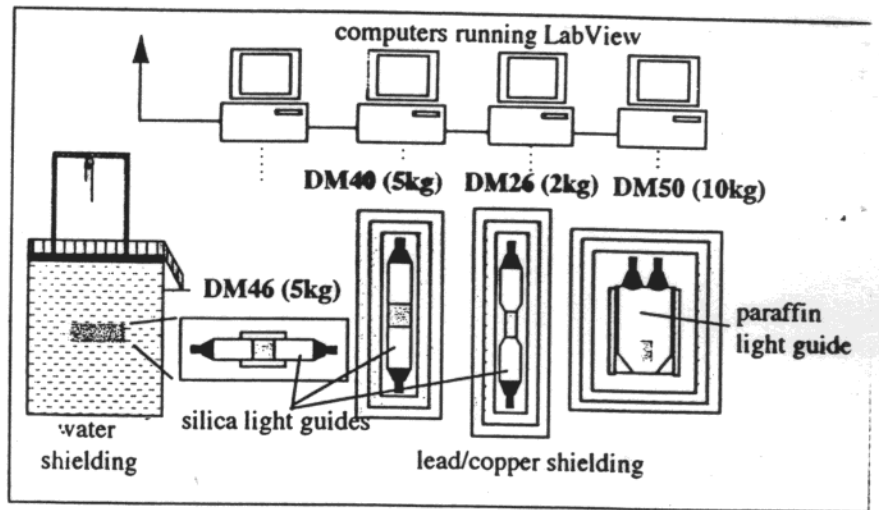 computers running LabView
DM40 (5kg) DM26 (2kg) DM50 (10kg)
DM46 (5kg)
paraffin
light guide
silica light guides
water
shielding
lead/copper shielding